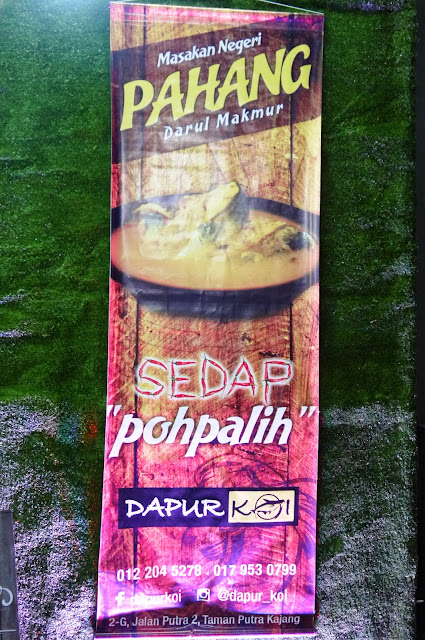 Masakan Negeri
PAHANG
Darul Makmur
SEDAP
"pohpalih"
DAPUR KOI
012 204 5278 . 017 953 0799
f dapurkoi @dapur_koi
2-G, Jalan Putra 2, Taman Putra Kajang